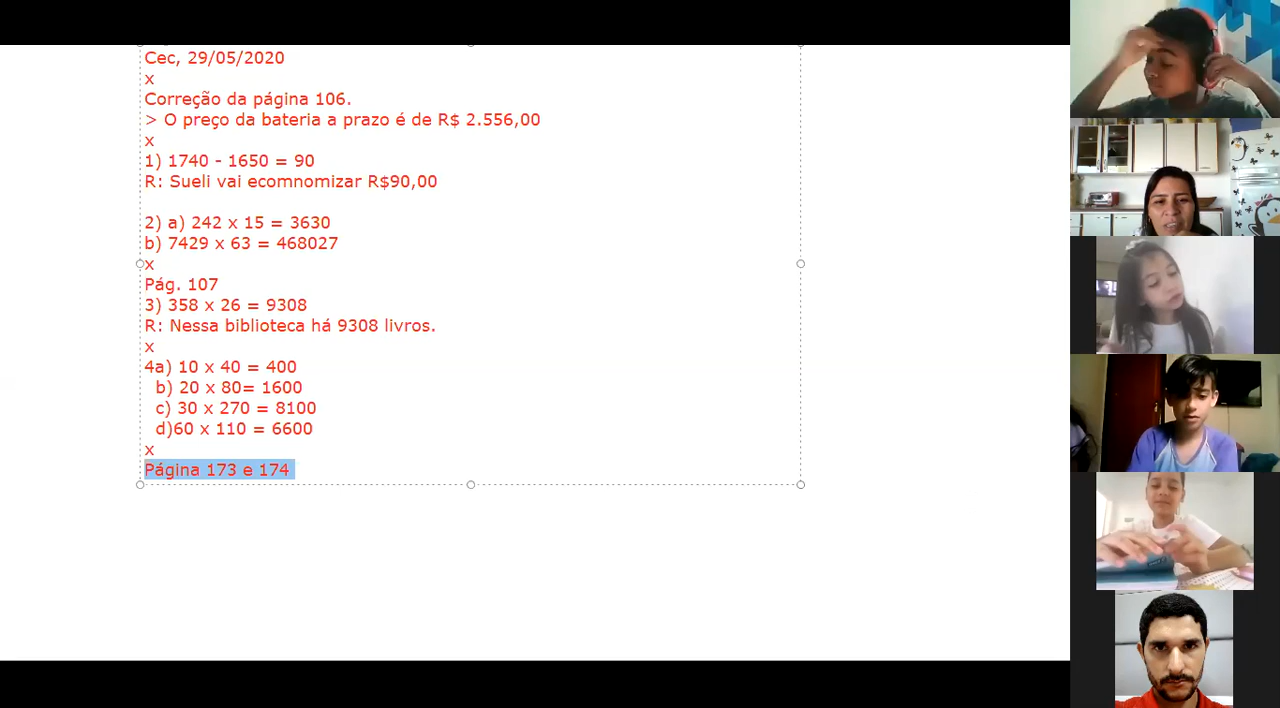 Cec, 29/05/2020
x
Correção da página 106.
> O preço da bateria a prazo é de R$ 2.556,00
x
1) 1740 - 1650 = 90
R: Sueli vai ecomnomizar R$90,00
2) a) 242 x 15 = 3630
b) 7429 x 63 = 468027
x
Pág. 107
3) 358 x 26 = 9308
R: Nessa biblioteca há 9308 livros.
x
4a) 10 x 40 = 400
b) 20 x 80= 1600
c) 30 x 270 = 8100
d)60 x 110 = 6600
x
Página 173 e 174